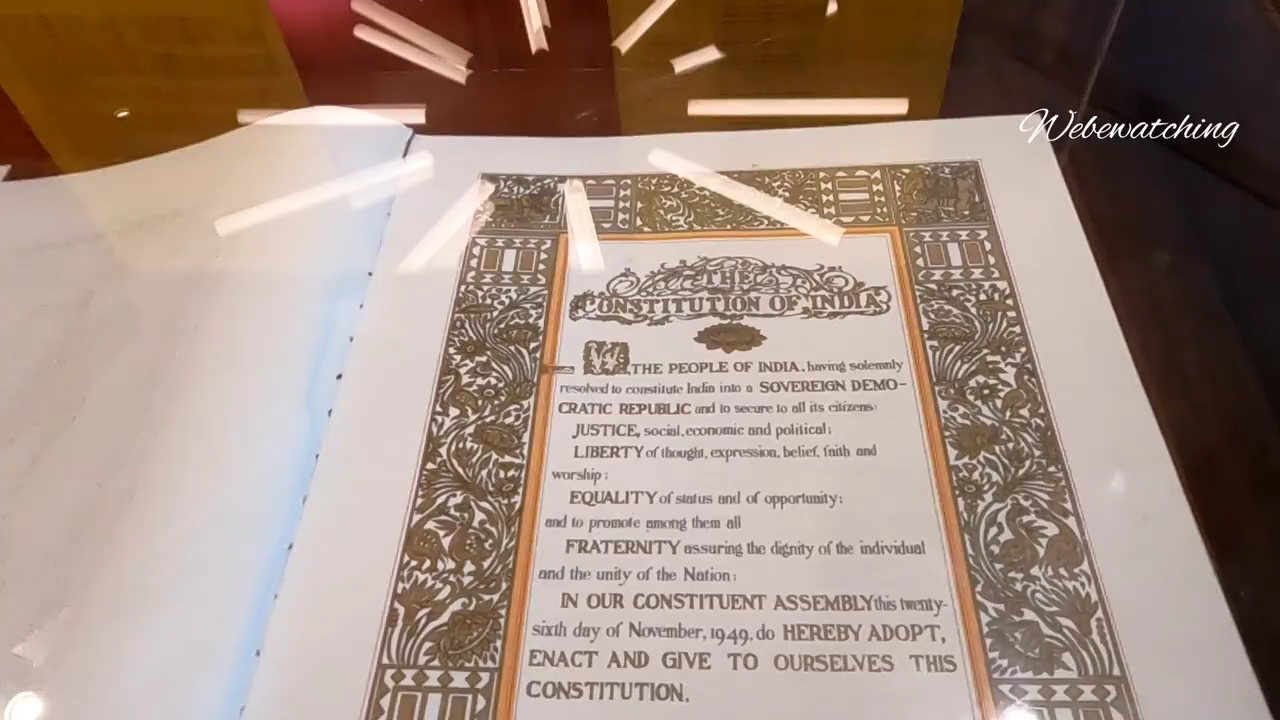 Webewatching
THE
CONSTITUTION OF INDIA
WE, THE PEOPLE OF INDIA, having solemnly
resolved to constitute India into a SOVEREIGN DEMO-
CRATIC REPUBLIC and to secure to all its citizens:
JUSTICE, social, economic and political;
LIBERTY of thought, expression, belief, faith and
worship;
EQUALITY of status and of opportunity;
and to promote among them all
FRATERNITY assuring the dignity of the individual
and the unity of the Nation;
IN OUR CONSTITUENT ASSEMBLY this twenty-
sixth day of November, 1949, do HEREBY ADOPT,
ENACT AND GIVE TO OURSELVES THIS
CONSTITUTION.